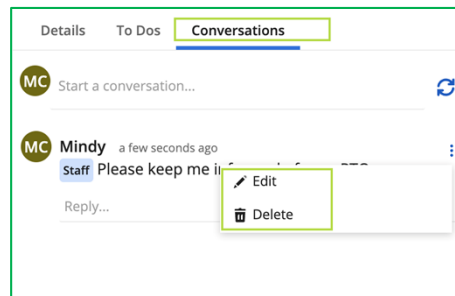 Details To Dos Conversations
MC Start a conversation...
MC Mindy a few seconds ago
Staff Please keep me
Edit
Reply...
Delete